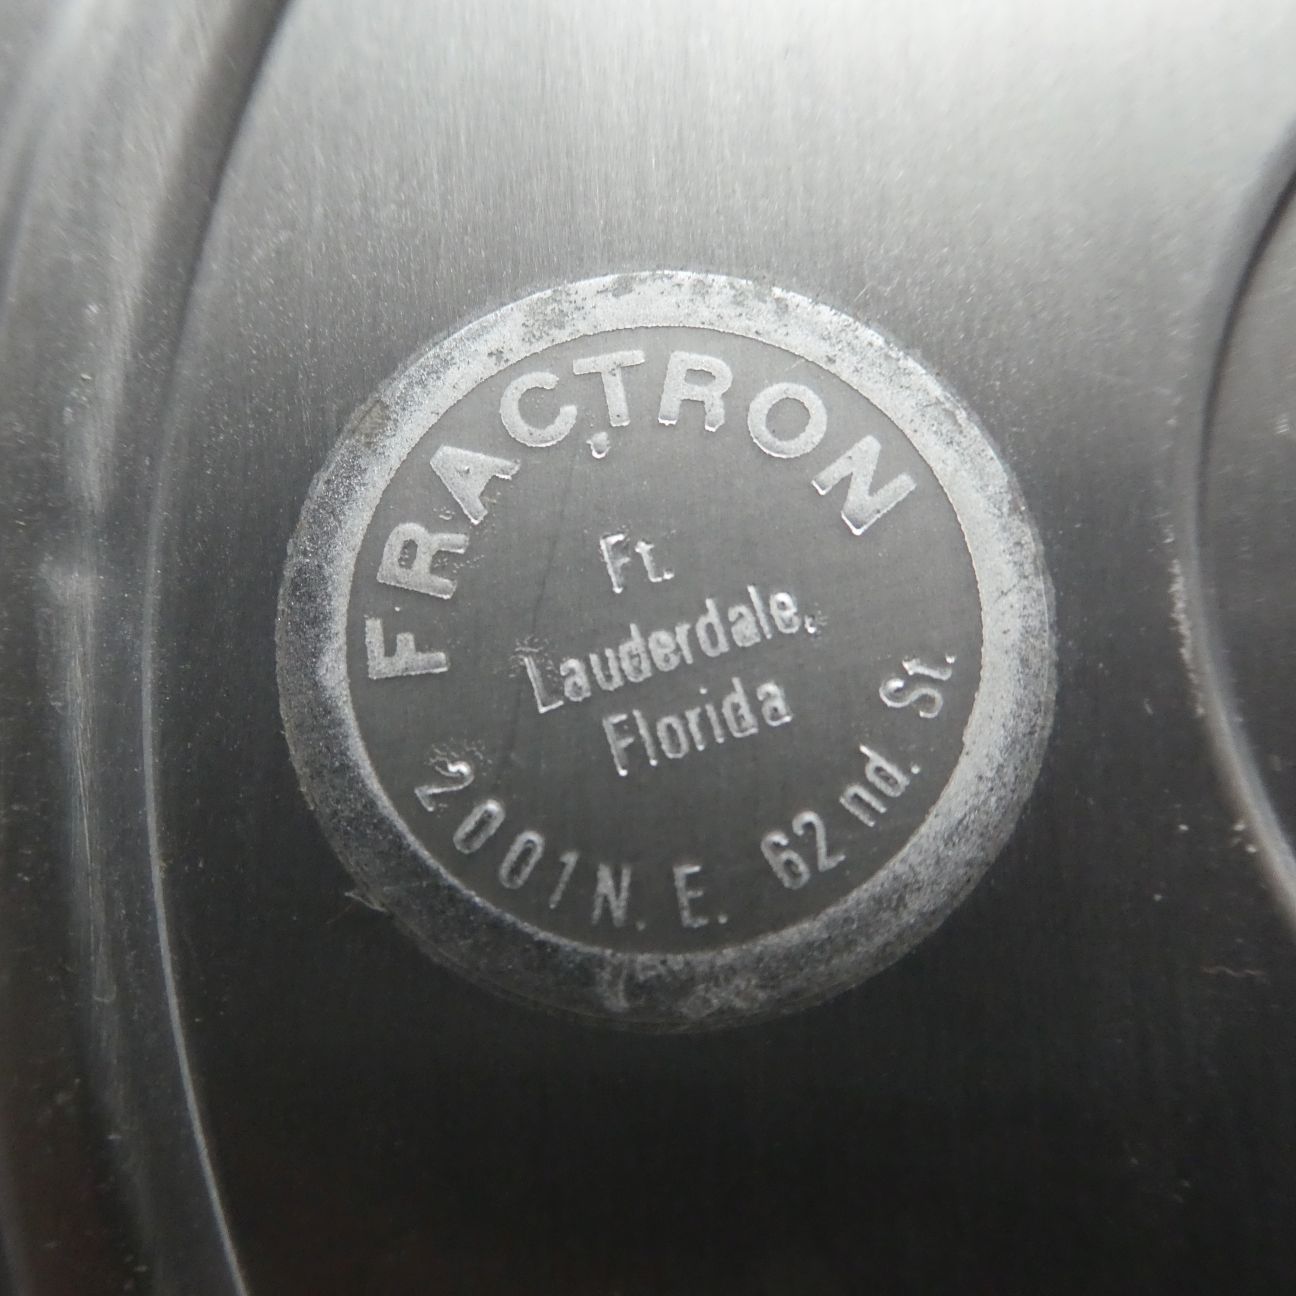 FRACTRON
Ft.
Lauderdale,
Florida
2001 N. E. 62 nd. St.